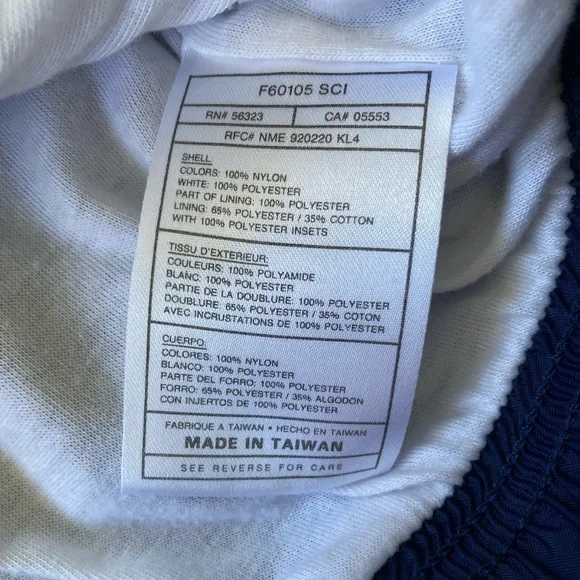 F60105 SCI
RN# 56323 CA# 05553
RFC# NME 920220 KL4
SHELL:
COLORS: 100% NYLON
WHITE: 100% POLYESTER
PART OF LINING: 100% POLYESTER
LINING: 65% POLYESTER / 35% COTTON
WITH 100% POLYESTER INSETS
TISSU D'EXTERIEUR:
COULEURS: 100% POLYAMIDE
BLANC: 100% POLYESTER
PARTIE DE LA DOUBLURE: 100% POLYESTER
DOUBLURE: 65% POLYESTER / 35% COTON
AVEC INCRUSTATIONS DE 100% POLYESTER
CUERPO:
COLORES: 100% NYLON
BLANCO: 100% POLYESTER
PARTE DEL FORRO: 100% POLYESTER
FORRO: 65% POLYESTER / 35% ALGODON
CON INJERTOS DE 100% POLYESTER
FABRIQUE A TAIWAN • HECHO EN TAIWAN
MADE IN TAIWAN
SEE REVERSE FOR CARE